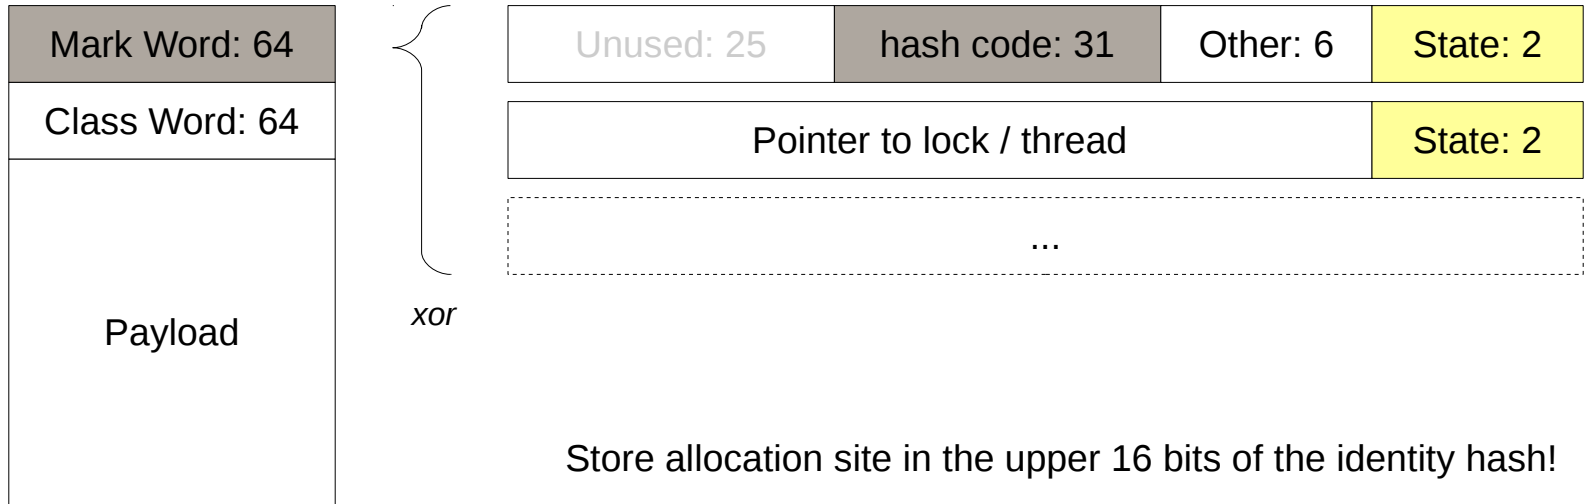 Mark Word: 64
Class Word: 64
Payload
xor
Unused: 25
hash code: 31
Other: 6
State: 2
Pointer to lock / thread
State: 2
...
Store allocation site in the upper 16 bits of the identity hash!